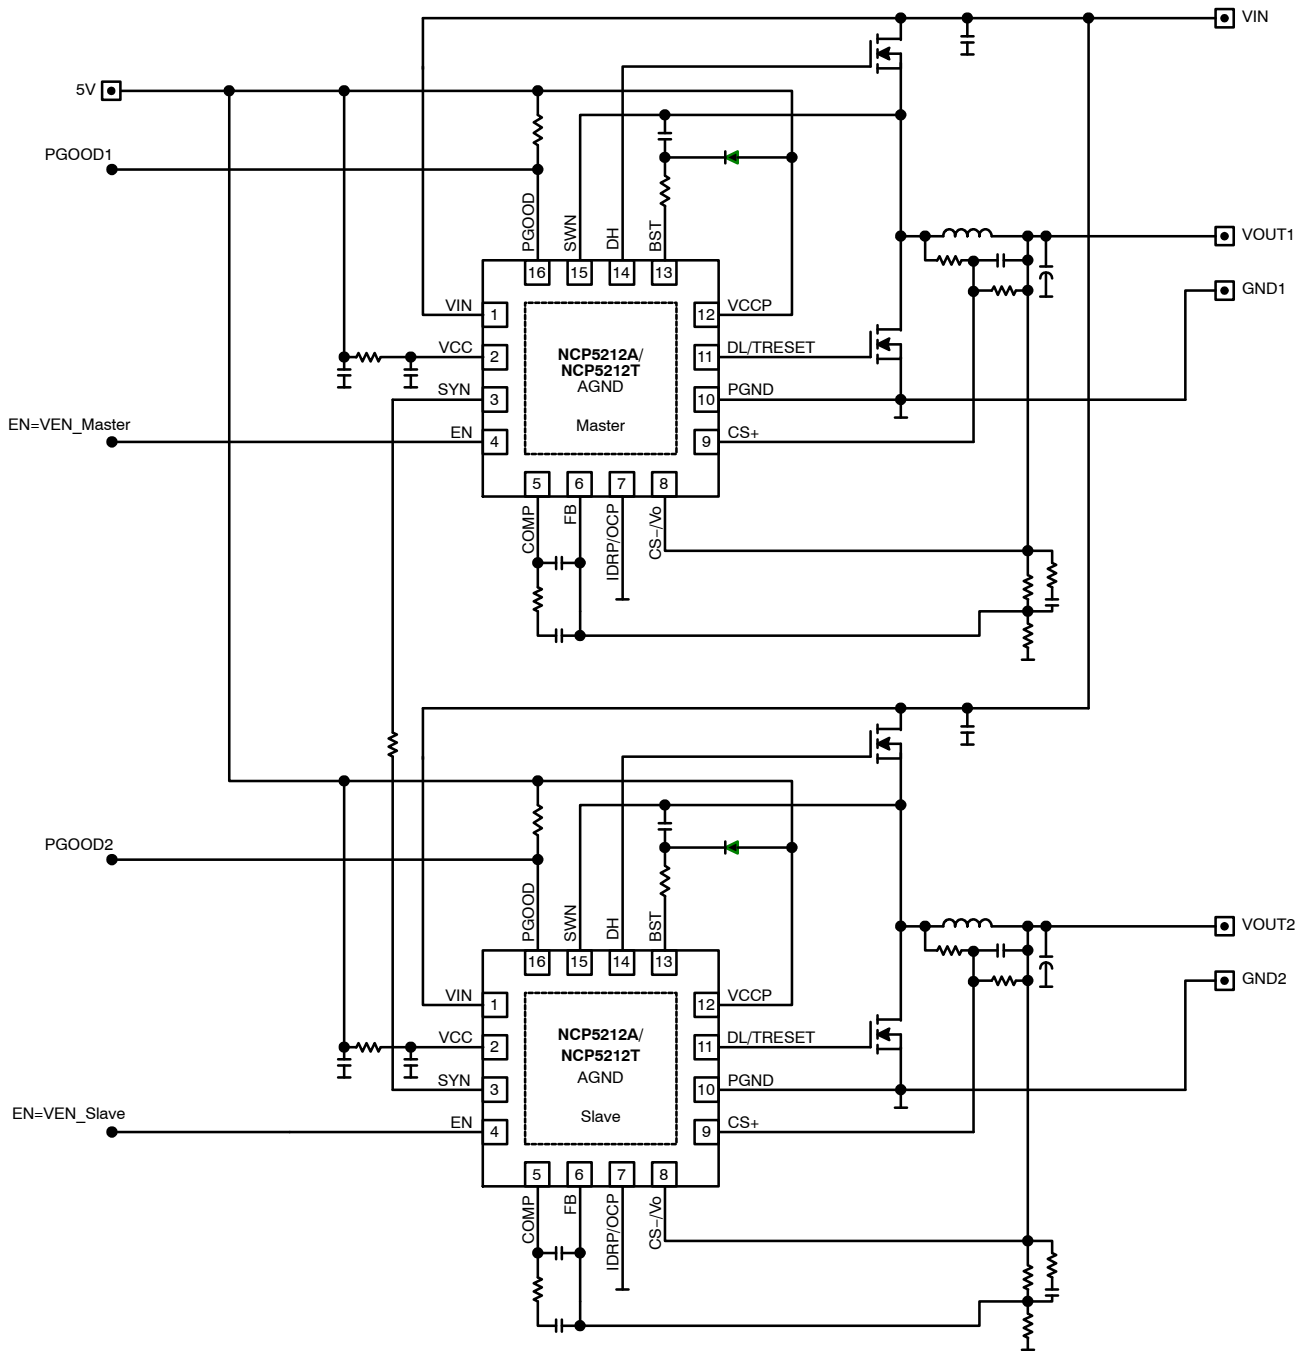 VIN
5V
PGOOD1
PGOOD
SWN
DH
BST
16
15
14
13
VOUT1
GND1
VIN
1
12
VCCP
VCC
2
NCP5212A/
NCP5212T
AGND
Master
11
DL/TRESET
SYN
3
10
PGND
EN=VEN_Master
EN
4
9
CS+
5
6
7
8
COMP
FB
IDRP/OCP
CS−/Vo
PGOOD2
PGOOD
SWN
DH
BST
16
15
14
13
VOUT2
GND2
VIN
1
12
VCCP
VCC
2
NCP5212A/
NCP5212T
AGND
Slave
11
DL/TRESET
SYN
3
10
PGND
EN=VEN_Slave
EN
4
9
CS+
5
6
7
8
COMP
FB
IDRP/OCP
CS−/Vo